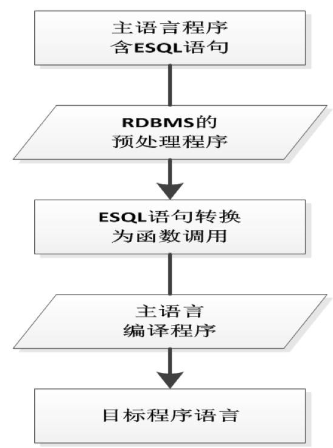 主语言程序
含ESQL语句
RDBMS的
预处理程序
ESQL语句转换
为函数调用
主语言
编译程序
目标程序语言